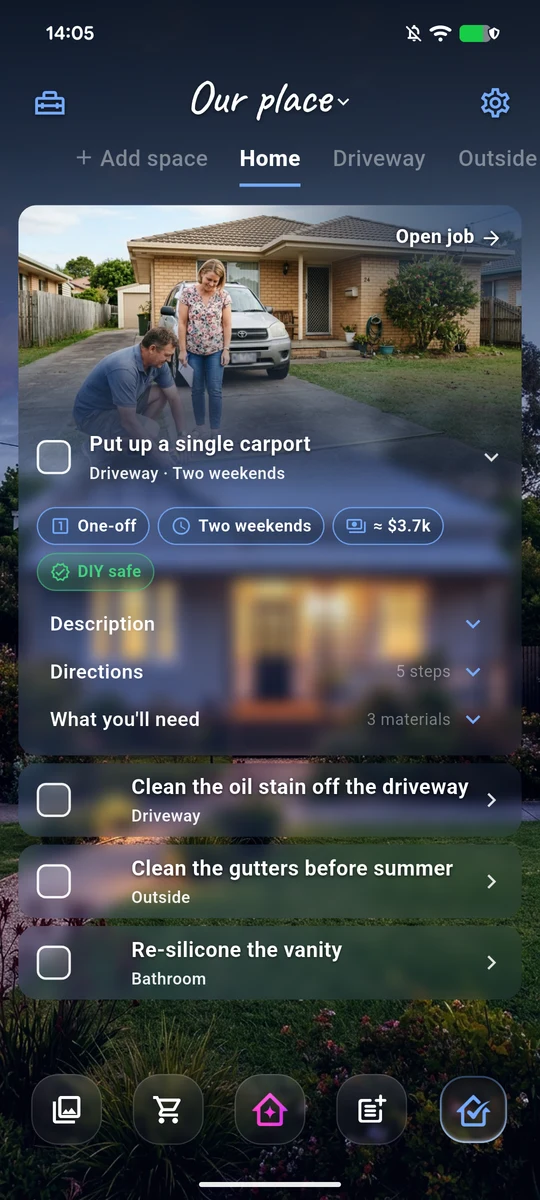 14:05
Our place
+ Add space Home Driveway Outside
Open job →
24
Put up a single carport
Driveway · Two weekends
One-off Two weekends ≈ $3.7k
DIY safe
Description
Directions 5 steps
What you'll need 3 materials
Clean the oil stain off the driveway
Driveway
Clean the gutters before summer
Outside
Re-silicone the vanity
Bathroom